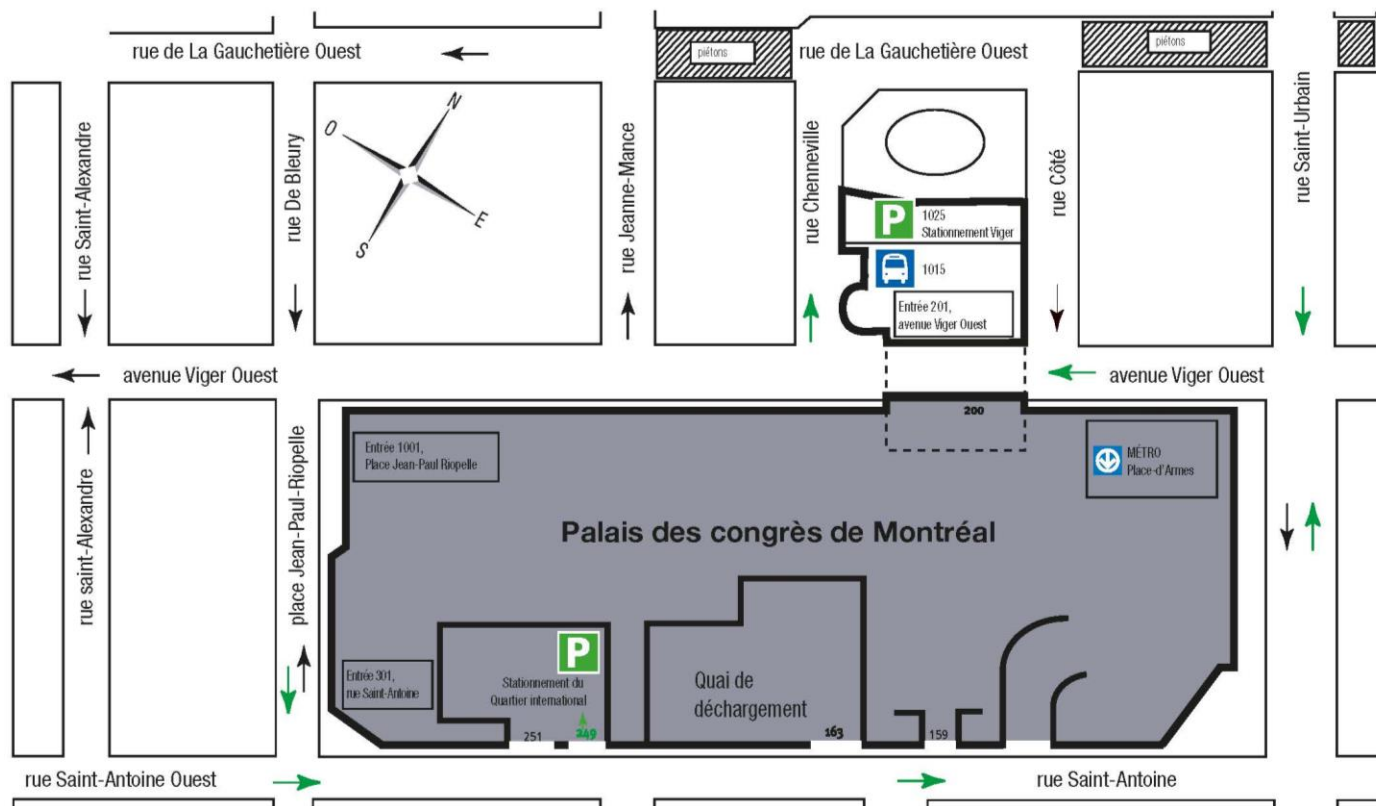 rue de La Gauchetière Ouest
piétons
rue de La Gauchetière Ouest
piétons
rue Saint-Alexandre
rue De Bleury
O
N
S
E
rue Jeanne-Mance
rue Chenneville
P
1025
Stationnement Viger
1015
Entrée 201,
avenue Viger Ouest
rue Côté
rue Saint-Urbain
avenue Viger Ouest
avenue Viger Ouest
rue saint-Alexandre
place Jean-Paul-Riopelle
Entrée 1001,
Place Jean-Paul Riopelle
200
MÉTRO
Place-d'Armes
Palais des congrès de Montréal
Entrée 301,
rue Saint-Antoine
P
Stationnement du
Quartier international
251
249
Quai de
déchargement
163
159
rue Saint-Antoine Ouest
rue Saint-Antoine